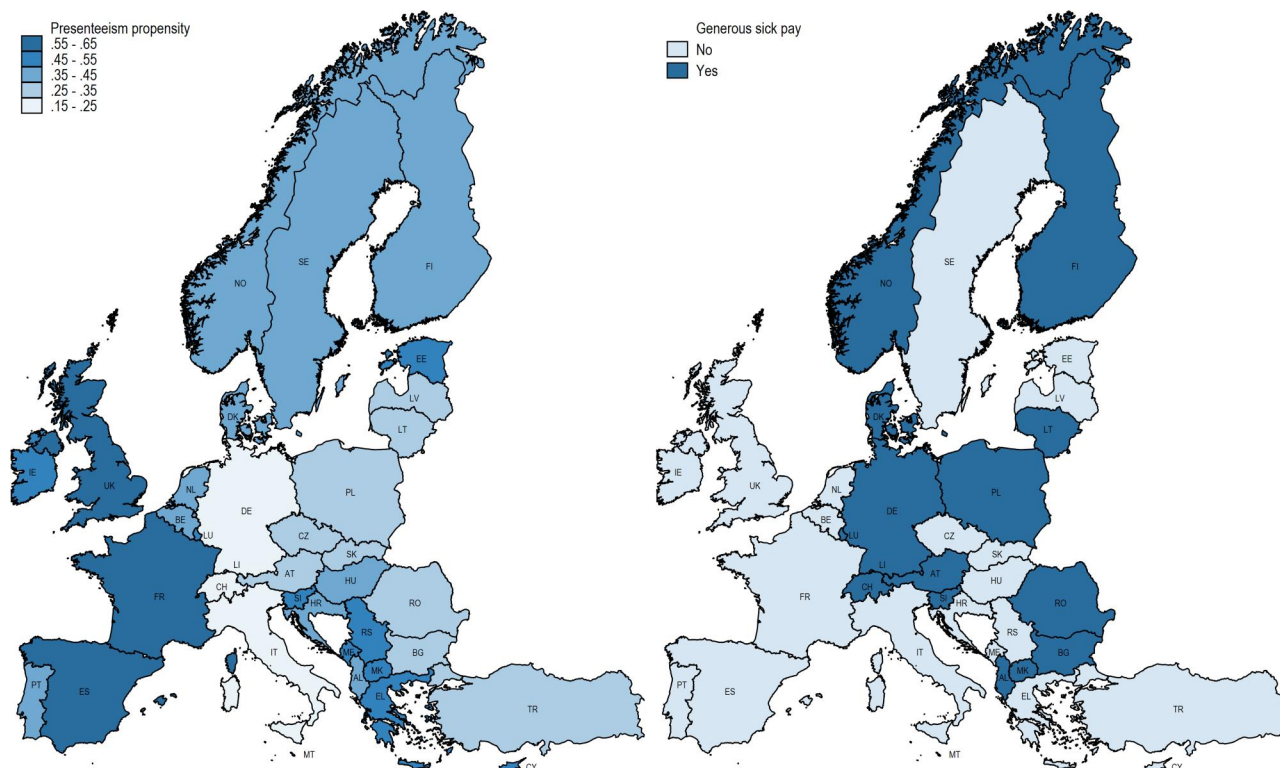 Presenteeism propensity
.55 - .65
.45 - .55
.35 - .45
.25 - .35
.15 - .25
SE
FI
NO
EE
LV
DK
LT
IE
UK
NL
PL
DE
BE
LU
CZ
SK
LI
AT
CH
HU
FR
SI
HR
RO
RS
IT
ME
BG
MK
AL
PT
ES
EL
TR
MT
CY
Generous sick pay
No
Yes
SE
FI
NO
EE
LV
DK
LT
IE
UK
NL
PL
DE
BE
LU
CZ
SK
LI
AT
CH
HU
FR
SI
HR
RO
RS
IT
ME
BG
MK
AL
PT
ES
EL
TR
MT
CY